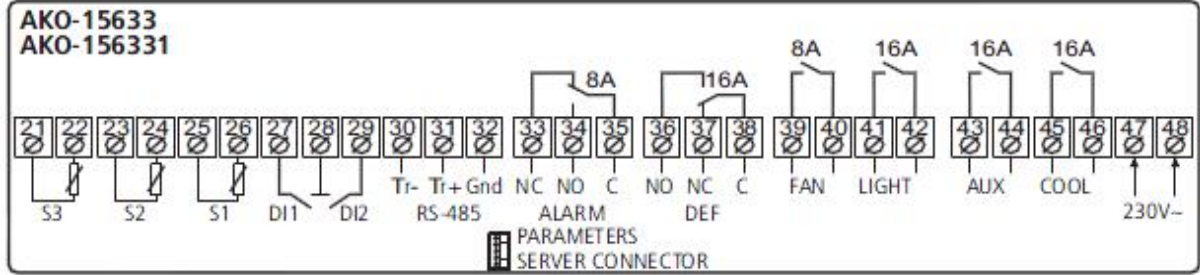 AKO-15633
AKO-156331
8A 16A 8A 16A 16A 16A
21 22 23 24 25 26 27 28 29 30 31 32 33 34 35 36 37 38 39 40 41 42 43 44 45 46 47 48
Tr- Tr+ Gnd NC NO C NO NC C FAN LIGHT AUX COOL
S3 S2 S1 DI1 DI2 RS-485 ALARM DEF 230V~
PARAMETERS
SERVER CONNECTOR